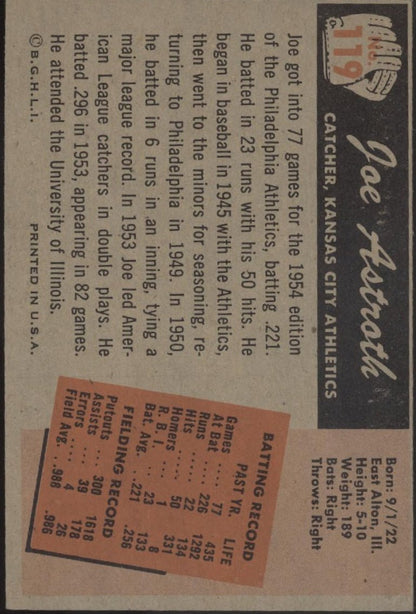 NO.
119
Joe Astroth
CATCHER, KANSAS CITY ATHLETICS
Born: 9/1/22
East Alton, Ill.
Height: 5-10
Weight: 189
Bats: Right
Throws: Right
Joe got into 77 games for the 1954 edition
of the Philadelphia Athletics, batting .221.
He batted in 23 runs with his 50 hits. He
began in baseball in 1945 with the Athletics,
then went to the minors for seasoning, re-
turning to Philadelphia in 1949. In 1950,
he batted in 6 runs in an inning, tying a
major league record. In 1953 Joe led Amer-
ican League catchers in double plays. He
batted .296 in 1953, appearing in 82 games.
He attended the University of Illinois.
©B.G.H.L.I. PRINTED IN U.S.A.
BATTING RECORD
PAST YR. LIFE
Games ..... 77 435
At Bat ..... 226 1292
Runs ..... 22 134
Hits ..... 50 331
Homers .... 1 8
R. B. I. .... 23 133
Bat. Avg. ... .221 .256
FIELDING RECORD
Putouts .... 300 1618
Assists .... 39 178
Errors ..... 4 26
Field Avg. .. .988 .986